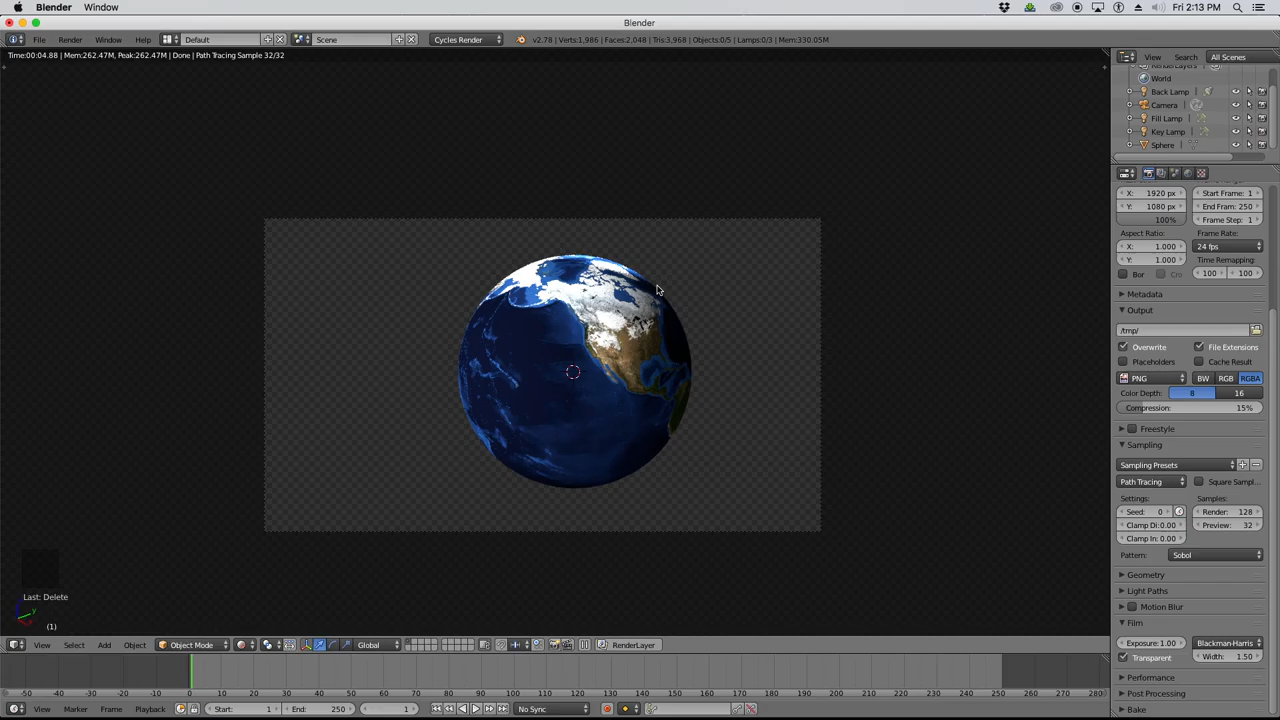 Blender Window Fri 2:13 PM
Blender
File Render Window Help Default Scene Cycles Render v2.78 | Verts:1,986 | Faces:2,048 | Tris:3,968 | Objects:0/5 | Lamps:0/3 | Mem:330.05M
View Search All Scenes
Time:00:04.88 | Mem:262.47M, Peak:262.47M | Done | Path Tracing Sample 32/32
World
Back Lamp
Camera
Fill Lamp
Key Lamp
Sphere
X: 1920 px Start Frame: 1
Y: 1080 px End Fram: 250
100% Frame Step: 1
Aspect Ratio: Frame Rate:
X: 1.000 24 fps
Y: 1.000 Time Remapping:
Bor Cro 100 100
Metadata
Output
/tmp/
Overwrite File Extensions
Placeholders Cache Result
PNG BW RGB RGBA
Color Depth: 8 16
Compression: 15%
Freestyle
Sampling
Sampling Presets
Path Tracing Square Sampl...
Settings: Samples:
Seed: 0 Render: 128
Clamp Di:0.00 Preview: 32
Clamp In: 0.00
Pattern: Sobol
Geometry
Light Paths
Motion Blur
Film
Exposure: 1.00 Blackman-Harris
Transparent Width: 1.50
Performance
Post Processing
Bake
Last: Delete
y
(1)
View Select Add Object Object Mode Global RenderLayer
-50 -40 -30 -20 -10 0 10 20 30 40 50 60 70 80 90 100 110 120 130 140 150 160 170 180 190 200 210 220 230 240 250 260 270 280
View Marker Frame Playback Start: 1 End: 250 1 No Sync